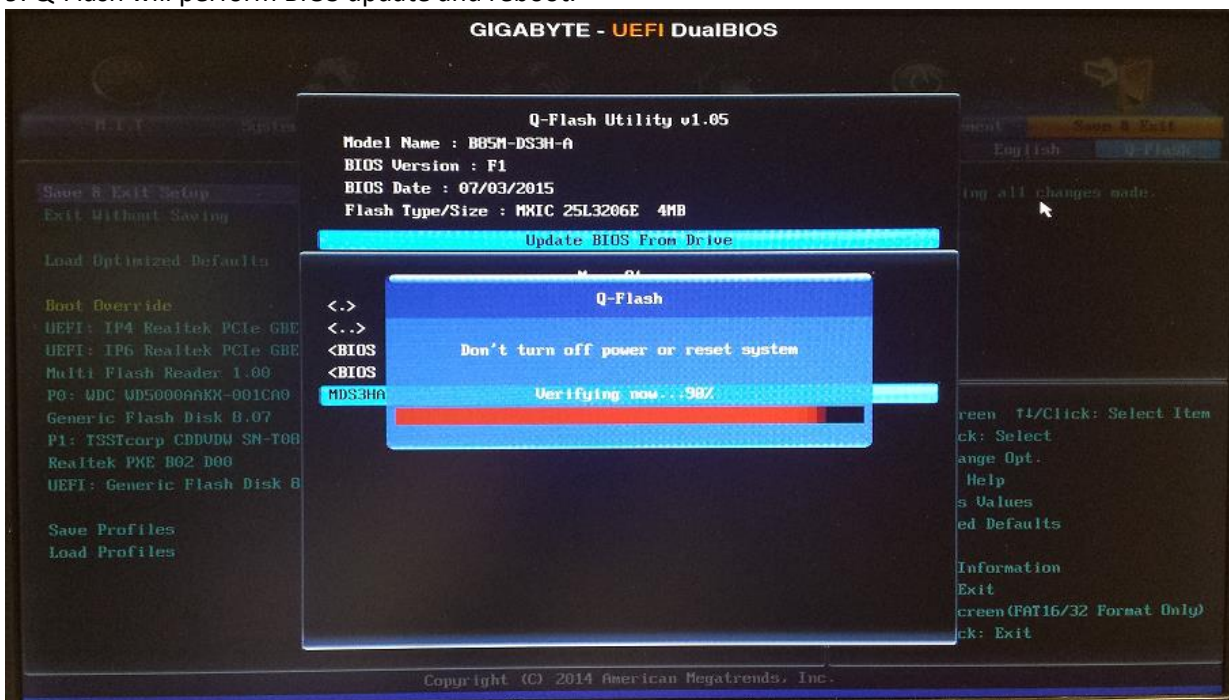 GIGABYTE - UEFI DualBIOS
M.I.T
Save & Exit
English
Q-Flash
Q-Flash Utility v1.05
Model Name : B85M-DS3H-A
BIOS Version : F1
BIOS Date : 07/03/2015
Flash Type/Size : MXIC 25L3206E 4MB
Update BIOS From Drive
Save & Exit Setup
Exit Without Saving
Load Optimized Defaults
Boot Override
UEFI: IP4 Realtek PCIe GBE
UEFI: IP6 Realtek PCIe GBE
Multi Flash Reader 1.00
P0: WDC WD5000AAKX-001CA0
Generic Flash Disk 8.07
P1: TSSTcorp CDDVDW SN-T08
Realtek PXE B02 D00
UEFI: Generic Flash Disk 8
Save Profiles
Load Profiles
<.>
<..>
<BIOS
<BIOS
MDS3HA
Q-Flash
Don't turn off power or reset system
Verifying now...90%
ing all changes made.
reen ↑↓/Click: Select Item
ck: Select
ange Opt.
Help
s Values
ed Defaults
Information
Exit
creen(FAT16/32 Format Only)
ck: Exit
Copyright (C) 2014 American Megatrends, Inc.